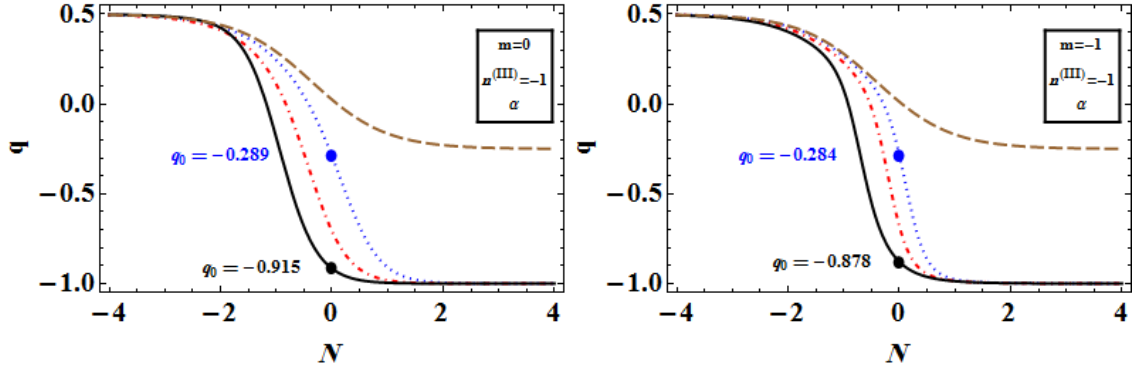 0.5
0.0
−0.5
−1.0
q
m=0
n^(III)=−1
α
q₀ = −0.289
q₀ = −0.915
−4 −2 0 2 4
N
0.5
0.0
−0.5
−1.0
q
m=−1
n^(III)=−1
α
q₀ = −0.284
q₀ = −0.878
−4 −2 0 2 4
N